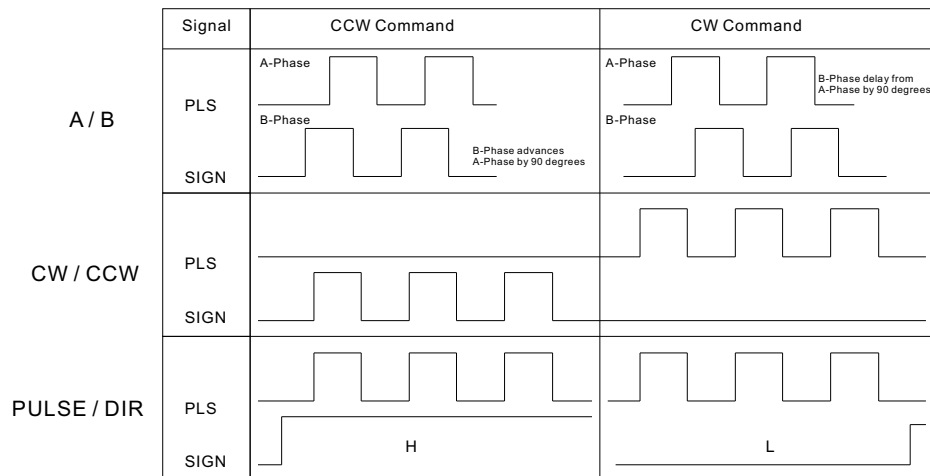 Signal
CCW Command
CW Command
A / B
PLS
A-Phase
A-Phase
B-Phase delay from
A-Phase by 90 degrees
B-Phase
B-Phase advances
A-Phase by 90 degrees
B-Phase
SIGN
CW / CCW
PLS
SIGN
PULSE / DIR
PLS
SIGN
H
L